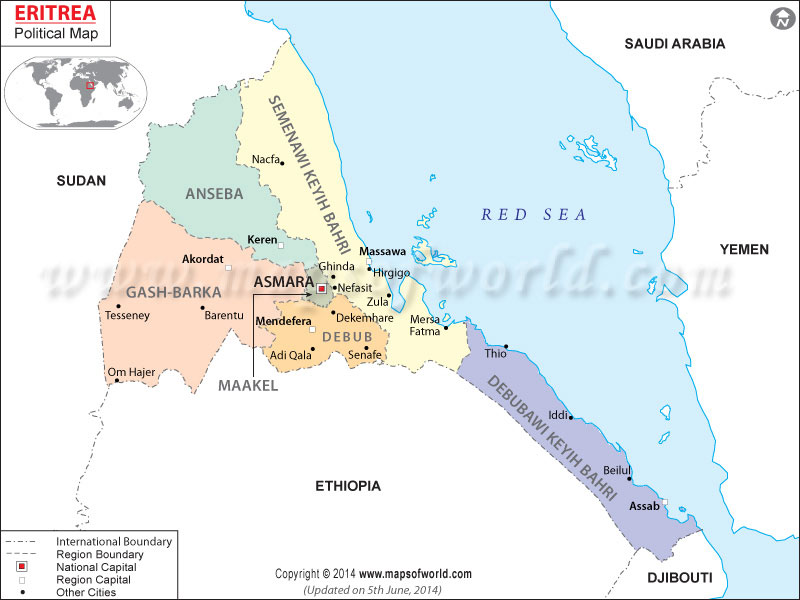 ERITREA
Political Map
N
SAUDI ARABIA
SUDAN
YEMEN
RED SEA
SEMENAWI KEYIH BAHRI
Nacfa
ANSEBA
Keren
Akordat
Massawa
Hirgigo
Ghinda
ASMARA
Nefasit
Zula
GASH-BARKA
Tesseney
Barentu
Mendefera
Dekemhare
Mersa
Fatma
DEBUB
Adi Qala
Senafe
Om Hajer
MAAKEL
Thio
DEBUBAWI KEYIH BAHRI
Iddi
Beilul
Assab
ETHIOPIA
DJIBOUTI
www.mapsofworld.com
International Boundary
Region Boundary
National Capital
Region Capital
Other Cities
Copyright © 2014 www.mapsofworld.com
(Updated on 5th June, 2014)